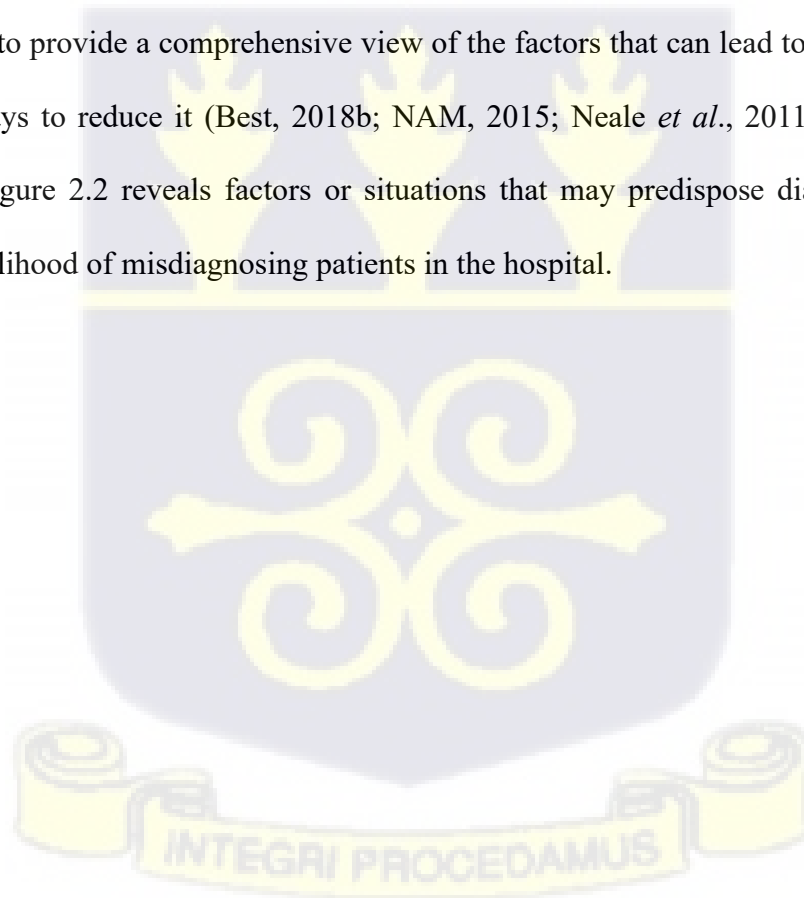 to provide a comprehensive view of the factors that can lead to
ys to reduce it (Best, 2018b; NAM, 2015; Neale et al., 2011
gure 2.2 reveals factors or situations that may predispose dia
lihood of misdiagnosing patients in the hospital.
INTEGRI PROCEDAMUS